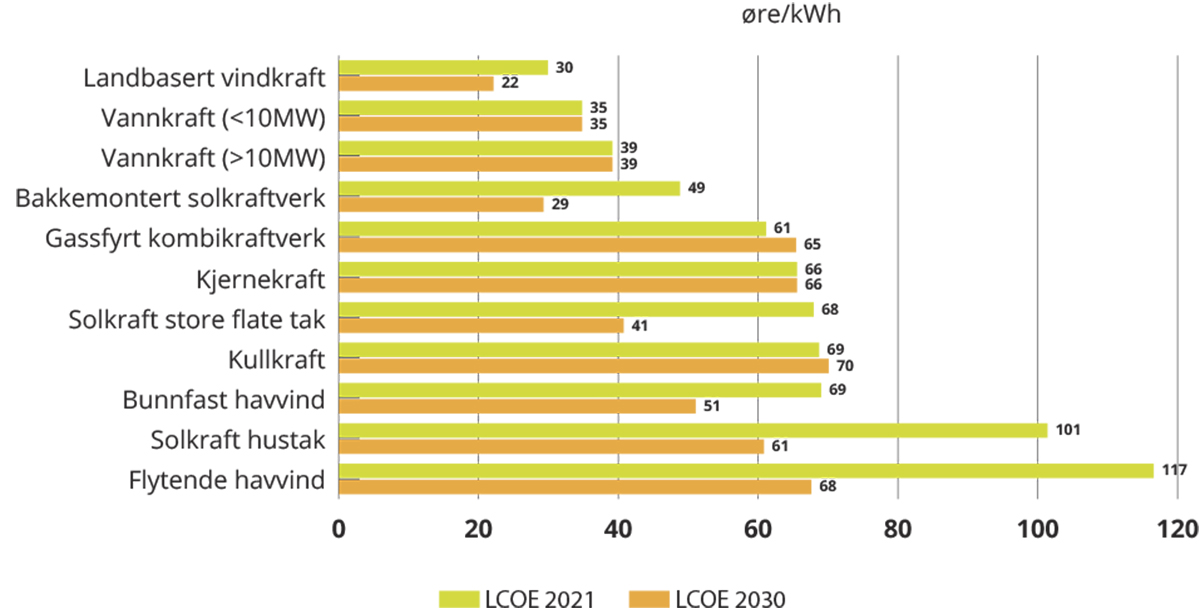 øre/kWh
Landbasert vindkraft 30
22
Vannkraft (<10MW) 35
35
Vannkraft (>10MW) 39
39
Bakkemontert solkraftverk 49
29
Gassfyrt kombikraftverk 61
65
Kjernekraft 66
66
Solkraft store flate tak 68
41
Kullkraft 69
70
Bunnfast havvind 69
51
Solkraft hustak 101
61
Flytende havvind 117
68
0 20 40 60 80 100 120
LCOE 2021 LCOE 2030